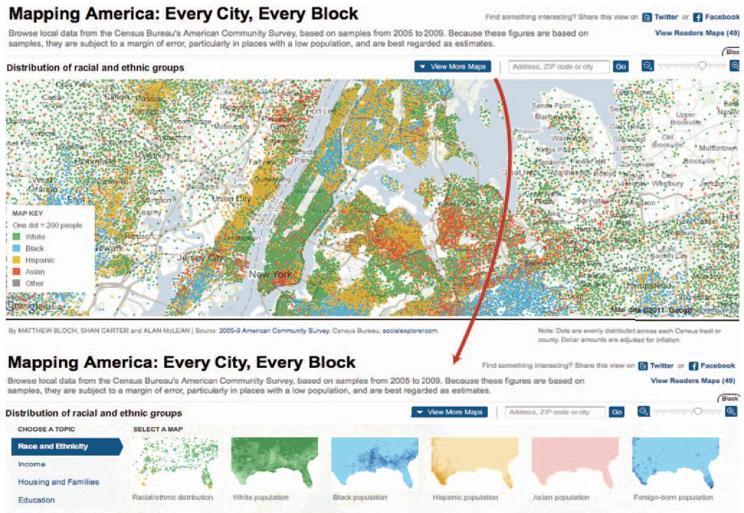 Mapping America: Every City, Every Block
Find something interesting? Share this view on Twitter or Facebook
Browse local data from the Census Bureau's American Community Survey, based on samples from 2005 to 2009. Because these figures are based on
samples, they are subject to a margin of error, particularly in places with a low population, and are best regarded as estimates.
View Readers Maps (49)
Distribution of racial and ethnic groups
View More Maps
Address, ZIP code or city
Go
Sands Point
Upper
Brookville
Brookville
Muttontown
Westbury
Union City
Jersey City
New York
MAP KEY
One dot = 200 people
White
Black
Hispanic
Asian
Other
By MATTHEW BLOCH, SHAN CARTER and ALAN McLEAN | Source: 2005-9 American Community Survey, Census Bureau; socialexplorer.com
Note: Dots are evenly distributed across each Census tract or
county. Dollar amounts are adjusted for inflation.
Mapping America: Every City, Every Block
Find something interesting? Share this view on Twitter or Facebook
Browse local data from the Census Bureau's American Community Survey, based on samples from 2005 to 2009. Because these figures are based on
samples, they are subject to a margin of error, particularly in places with a low population, and are best regarded as estimates.
View Readers Maps (49)
Distribution of racial and ethnic groups
View More Maps
Address, ZIP code or city
Go
CHOOSE A TOPIC
SELECT A MAP
Race and Ethnicity
Income
Housing and Families
Education
Racial/ethnic distribution
White population
Black population
Hispanic population
Asian population
Foreign-born population